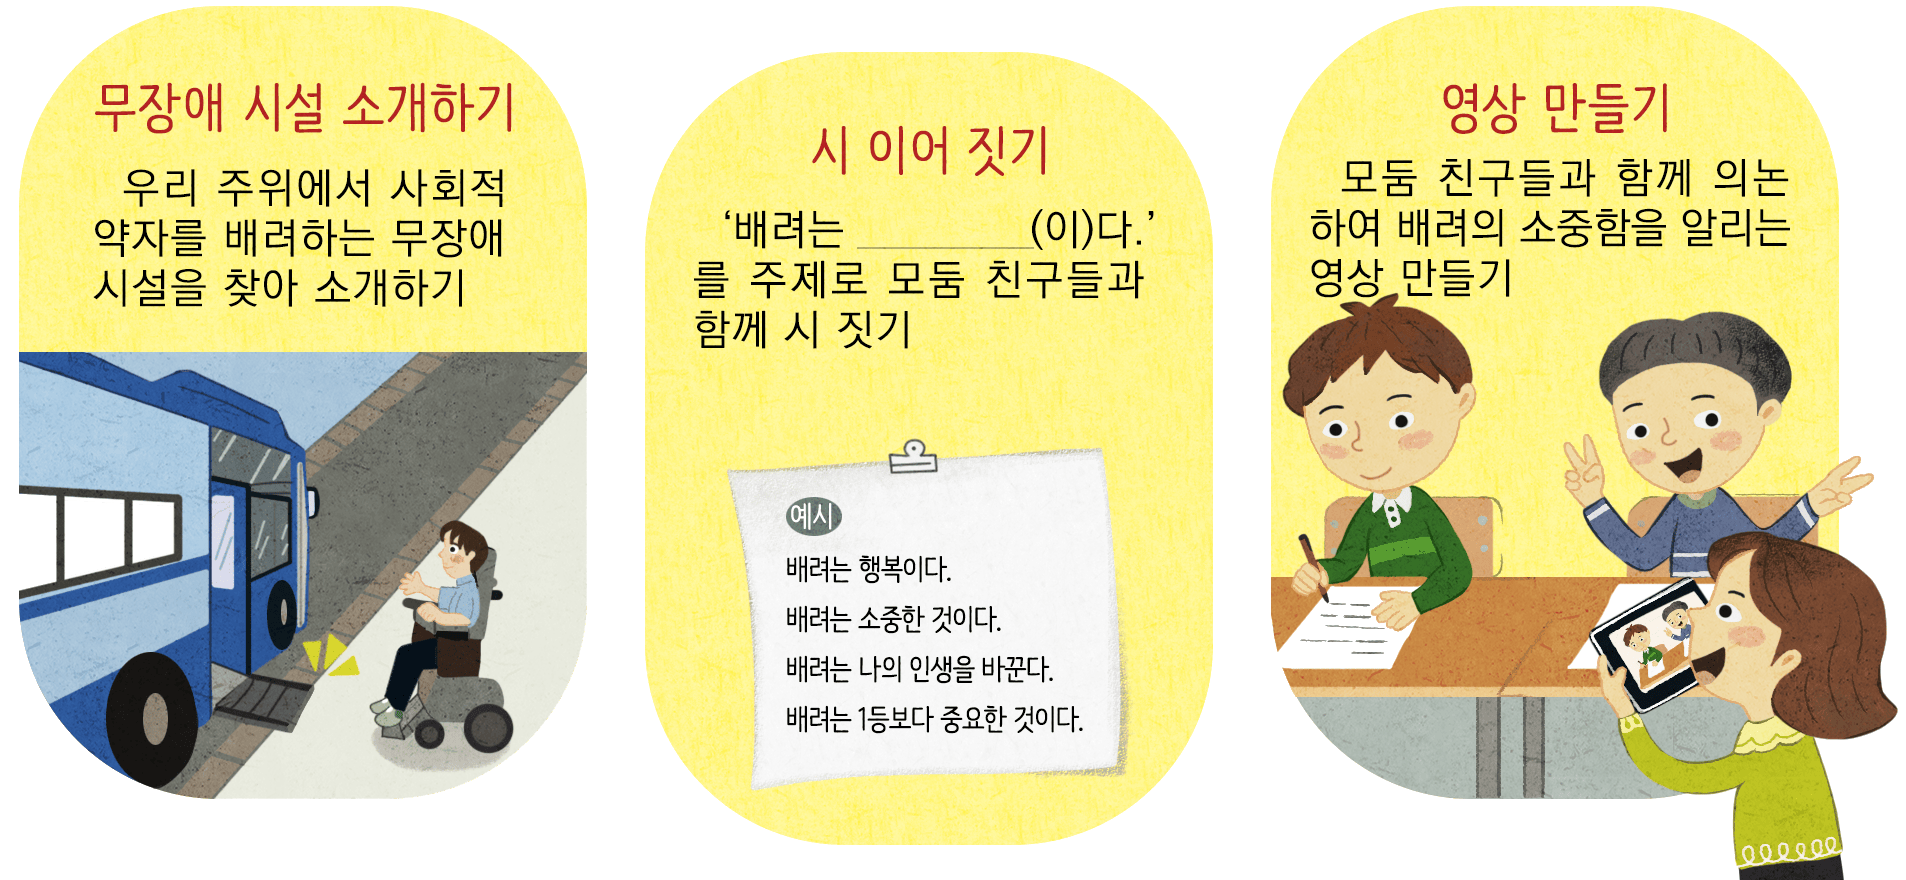 무장애 시설 소개하기
우리 주위에서 사회적
약자를 배려하는 무장애
시설을 찾아 소개하기
시 이어 짓기
‘배려는 __________(이)다.’
를 주제로 모둠 친구들과
함께 시 짓기
예시
배려는 행복이다.
배려는 소중한 것이다.
배려는 나의 인생을 바꾼다.
배려는 1등보다 중요한 것이다.
영상 만들기
모둠 친구들과 함께 의논
하여 배려의 소중함을 알리는
영상 만들기